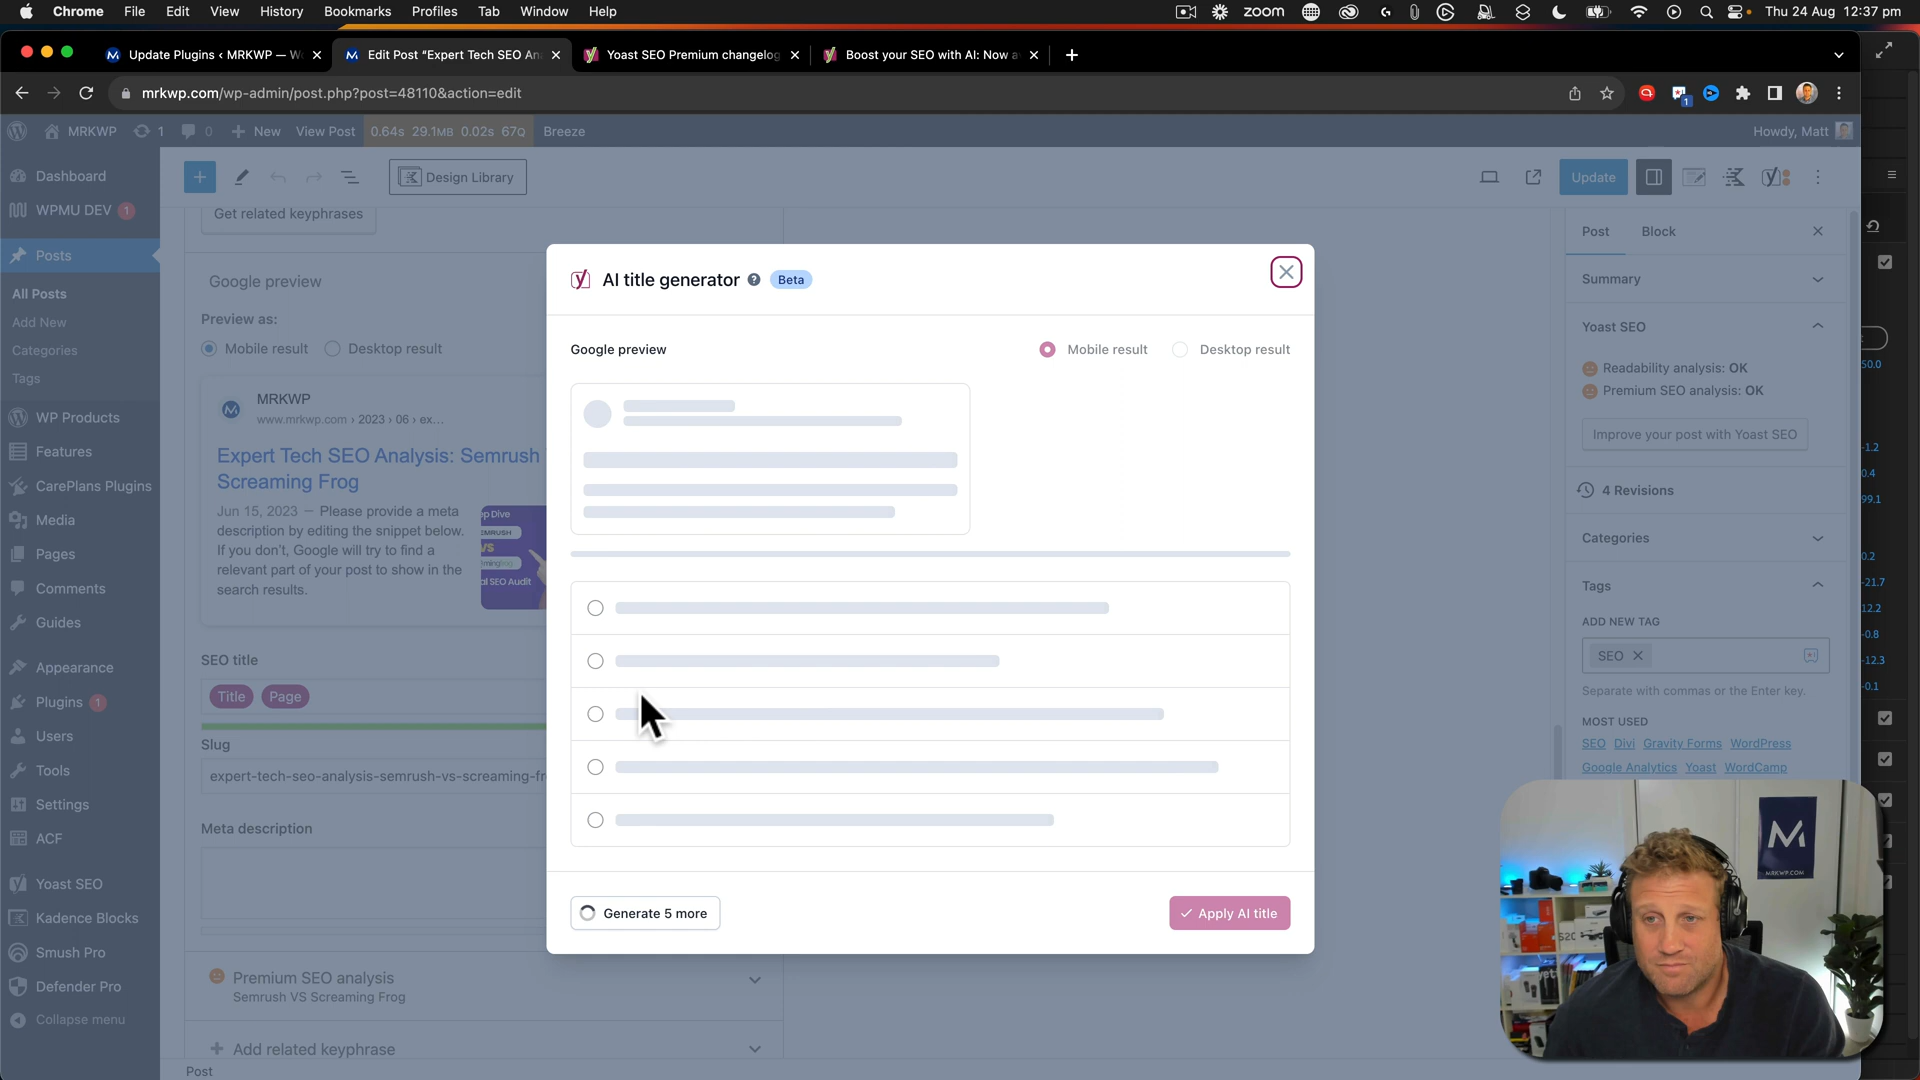 Chrome File Edit View History Bookmarks Profiles Tab Window Help
zoom
Thu 24 Aug 12:37 pm
Update Plugins ‹ MRKWP — W
Edit Post “Expert Tech SEO An
Yoast SEO Premium changelog
Boost your SEO with AI: Now a
mrkwp.com/wp-admin/post.php?post=48110&action=edit
1
MRKWP 1 0 New View Post 0.64s 29.1MB 0.02s 67Q Breeze
Howdy, Matt
Dashboard
WPMU DEV 1
Posts
All Posts
Add New
Categories
Tags
WP Products
Features
CarePlans Plugins
Media
Pages
Comments
Guides
Appearance
Plugins 1
Users
Tools
Settings
ACF
Yoast SEO
Kadence Blocks
Smush Pro
Defender Pro
Collapse menu
Design Library
Update
Get related keyphrases
Google preview
Preview as:
Mobile result Desktop result
MRKWP
www.mrkwp.com › 2023 › 06 › ex...
Expert Tech SEO Analysis: Semrush
Screaming Frog
Jun 15, 2023 — Please provide a meta
description by editing the snippet below.
If you don’t, Google will try to find a
relevant part of your post to show in the
search results.
ep Dive
EMRUSH
VS
al SEO Audit
SEO title
Title Page
Slug
expert-tech-seo-analysis-semrush-vs-screaming-fr
Meta description
Premium SEO analysis
Semrush VS Screaming Frog
Add related keyphrase
Post
AI title generator Beta
Google preview
Mobile result Desktop result
Generate 5 more
Apply AI title
Post Block
Summary
Yoast SEO
Readability analysis: OK
Premium SEO analysis: OK
Improve your post with Yoast SEO
4 Revisions
Categories
Tags
ADD NEW TAG
SEO
Separate with commas or the Enter key.
MOST USED
SEO Divi Gravity Forms WordPress
Google Analytics Yoast WordCamp
50.0
-1.2
0.4
99.1
0.2
-21.7
12.2
-0.8
-12.3
-0.1
MRKWP.COM